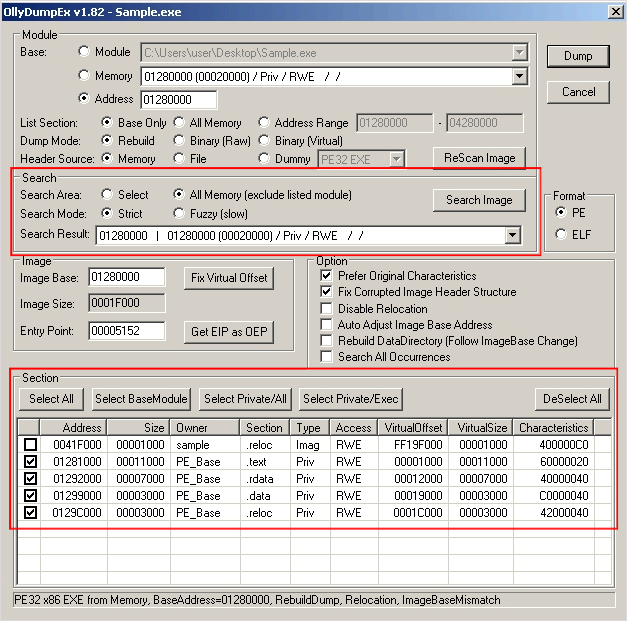 OllyDumpEx v1.82 - Sample.exe
Module
Base: Module C:\Users\user\Desktop\Sample.exe
Memory 01280000 (00020000) / Priv / RWE / /
Address 01280000
List Section: Base Only All Memory Address Range 01280000 - 04280000
Dump Mode: Rebuild Binary (Raw) Binary (Virtual)
Header Source: Memory File Dummy PE32 EXE ReScan Image
Dump
Cancel
Search
Search Area: Select All Memory (exclude listed module)
Search Mode: Strict Fuzzy (slow)
Search Image
Search Result: 01280000 | 01280000 (00020000) / Priv / RWE / /
Format
PE
ELF
Image
Image Base: 01280000 Fix Virtual Offset
Image Size: 0001F000
Entry Point: 00005152 Get EIP as OEP
Option
Prefer Original Characteristics
Fix Corrupted Image Header Structure
Disable Relocation
Auto Adjust Image Base Address
Rebuild DataDirectory (Follow ImageBase Change)
Search All Occurrences
Section
Select All Select BaseModule Select Private/All Select Private/Exec DeSelect All
Address Size Owner Section Type Access VirtualOffset VirtualSize Characteristics
0041F000 00001000 sample .reloc Imag RWE FF19F000 00001000 400000C0
01281000 00011000 PE_Base .text Priv RWE 00001000 00011000 60000020
01292000 00007000 PE_Base .rdata Priv RWE 00012000 00007000 40000040
01299000 00003000 PE_Base .data Priv RWE 00019000 00003000 C0000040
0129C000 00003000 PE_Base .reloc Priv RWE 0001C000 00003000 42000040
PE32 x86 EXE from Memory, BaseAddress=01280000, RebuildDump, Relocation, ImageBaseMismatch